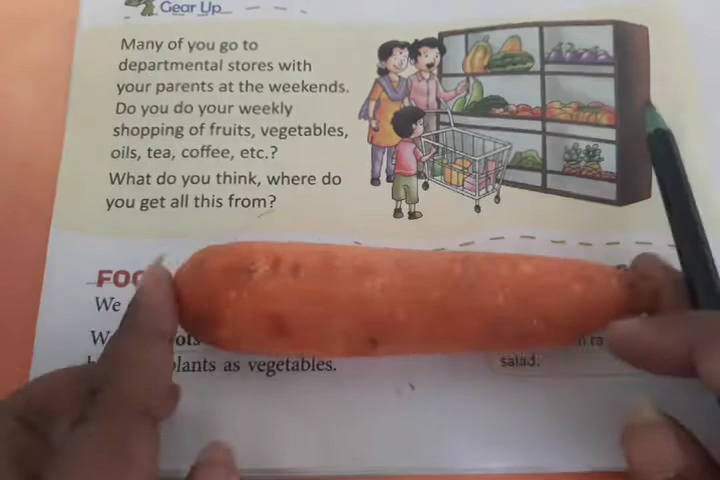 Gear Up
Many of you go to
departmental stores with
your parents at the weekends.
Do you do your weekly
shopping of fruits, vegetables,
oils, tea, coffee, etc.?
What do you think, where do
you get all this from?
We
plants as vegetables.
salad.